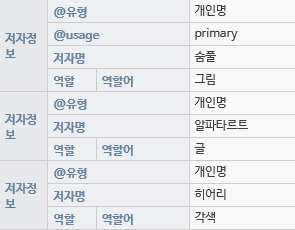 저자정보
@유형 개인명
@usage primary
저자명 숨풀
역할 역할어 그림
저자정보
@유형 개인명
저자명 알파타르트
역할 역할어 글
저자정보
@유형 개인명
저자명 히어리
역할 역할어 각색